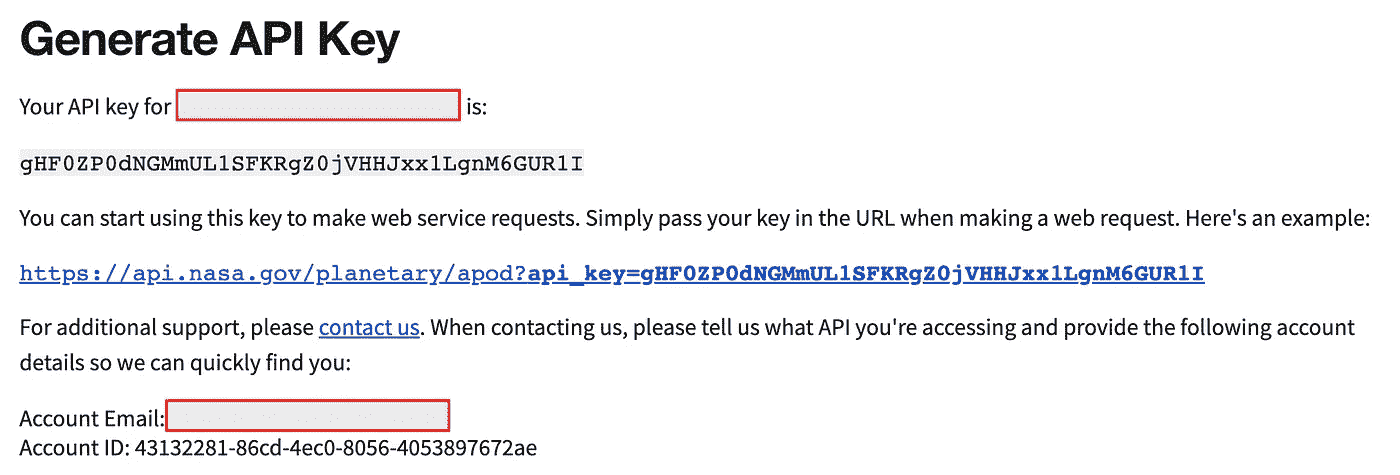 Generate API Key
Your API key for is:
gHF0ZP0dNGMmUL1SFKRgZ0jVHHJxx1LgnM6GUR1I
You can start using this key to make web service requests. Simply pass your key in the URL when making a web request. Here's an example:
https://api.nasa.gov/planetary/apod?api_key=gHF0ZP0dNGMmUL1SFKRgZ0jVHHJxx1LgnM6GUR1I
For additional support, please contact us. When contacting us, please tell us what API you're accessing and provide the following account
details so we can quickly find you:
Account Email:
Account ID: 43132281-86cd-4ec0-8056-4053897672ae